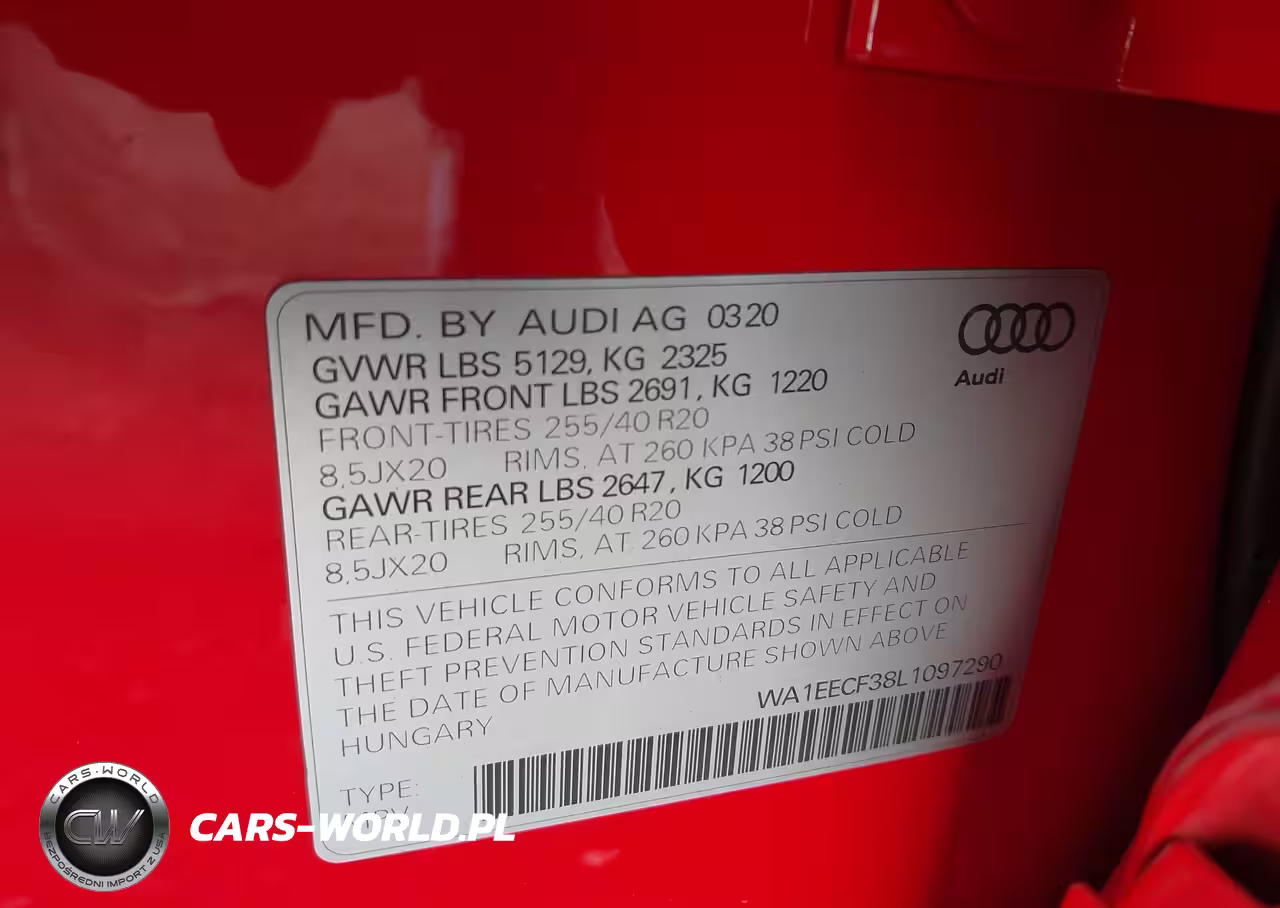 MFD. BY AUDI AG 0320
GVWR LBS 5129, KG 2325
GAWR FRONT LBS 2691, KG 1220
FRONT-TIRES 255/40 R20
8,5JX20 RIMS, AT 260 KPA 38 PSI COLD
GAWR REAR LBS 2647, KG 1200
REAR-TIRES 255/40 R20
8,5JX20 RIMS, AT 260 KPA 38 PSI COLD
THIS VEHICLE CONFORMS TO ALL APPLICABLE
U.S. FEDERAL MOTOR VEHICLE SAFETY AND
THEFT PREVENTION STANDARDS IN EFFECT ON
THE DATE OF MANUFACTURE SHOWN ABOVE
HUNGARY
WA1EECF38L1097290
TYPE:
Audi
CARS-WORLD
CW
BEZPOŚREDNI IMPORT Z USA
CARS-WORLD.PL